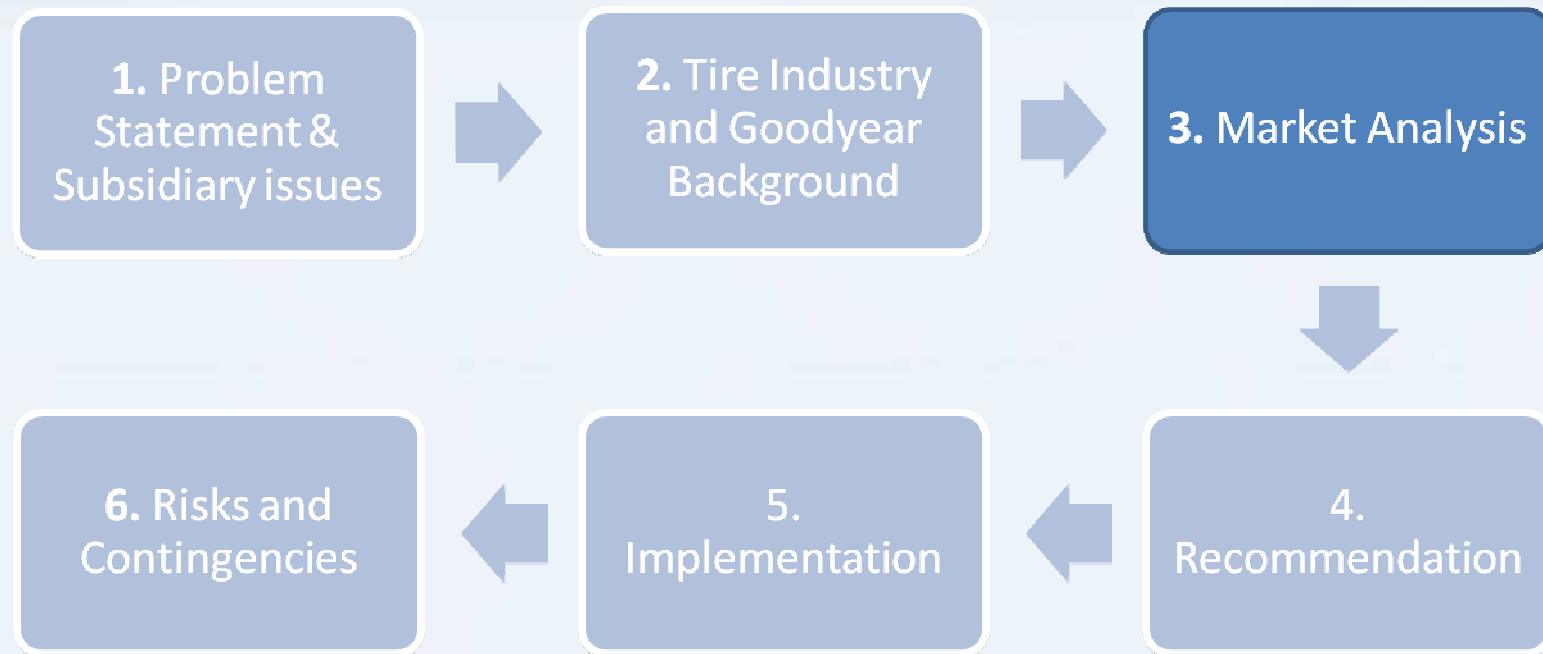 1. Problem
Statement &
Subsidiary issues
2. Tire Industry
and Goodyear
Background
3. Market Analysis
4.
Recommendation
5.
Implementation
6. Risks and
Contingencies